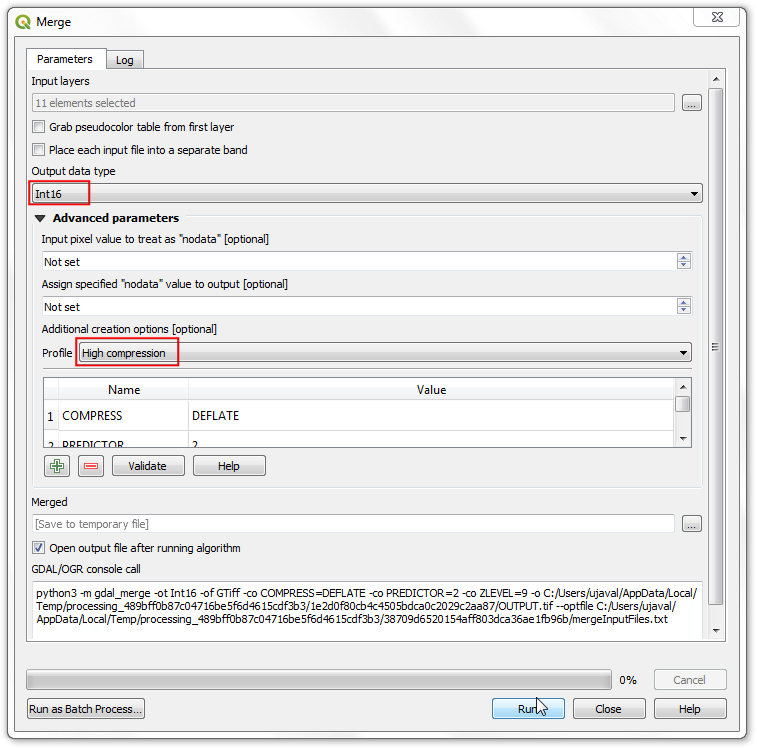 Merge
Parameters
Log
Input layers
11 elements selected
...
Grab pseudocolor table from first layer
Place each input file into a separate band
Output data type
Int16
Advanced parameters
Input pixel value to treat as "nodata" [optional]
Not set
Assign specified "nodata" value to output [optional]
Not set
Additional creation options [optional]
Profile High compression
Name Value
1 COMPRESS DEFLATE
2 PREDICTOR 2
Validate Help
Merged
[Save to temporary file]
...
Open output file after running algorithm
GDAL/OGR console call
python3 -m gdal_merge -ot Int16 -of GTiff -co COMPRESS=DEFLATE -co PREDICTOR=2 -co ZLEVEL=9 -o C:/Users/ujaval/AppData/Local/
Temp/processing_489bff0b87c04716be5f6d4615cdf3b3/1e2d0f80cb4c4505bdca0c2029c2aa87/OUTPUT.tif --optfile C:/Users/ujaval/
AppData/Local/Temp/processing_489bff0b87c04716be5f6d4615cdf3b3/38709d6520154aff803dca36ae1fb96b/mergeInputFiles.txt
0% Cancel
Run as Batch Process... Run Close Help